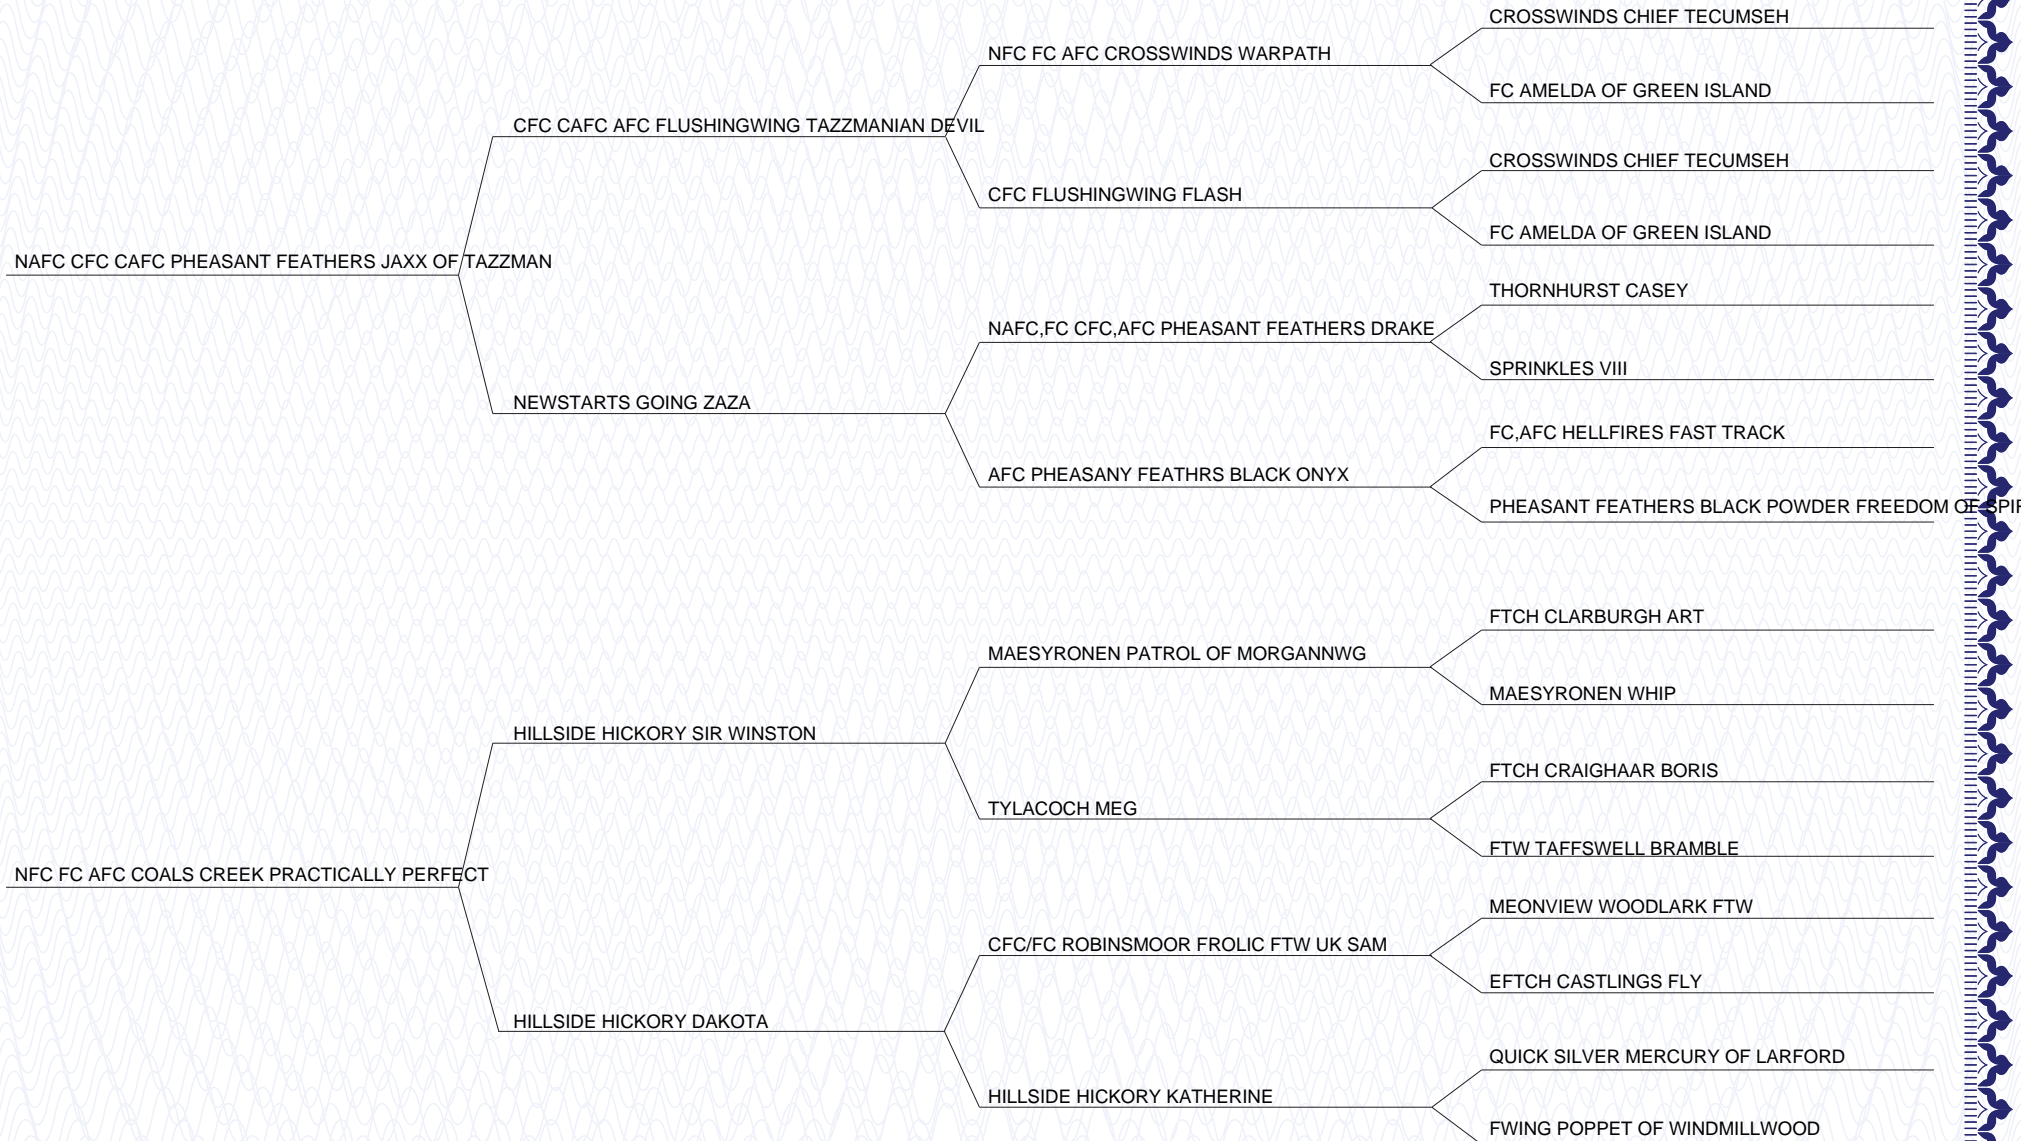 CROSSWINDS CHIEF TECUMSEH
NFC FC AFC CROSSWINDS WARPATH
FC AMELDA OF GREEN ISLAND
CFC CAFC AFC FLUSHINGWING TAZZMANIAN DEVIL
CROSSWINDS CHIEF TECUMSEH
CFC FLUSHINGWING FLASH
FC AMELDA OF GREEN ISLAND
NAFC CFC CAFC PHEASANT FEATHERS JAXX OF TAZZMAN
THORNHURST CASEY
NAFC,FC CFC,AFC PHEASANT FEATHERS DRAKE
SPRINKLES VIII
NEWSTARTS GOING ZAZA
FC,AFC HELLFIRES FAST TRACK
AFC PHEASANY FEATHRS BLACK ONYX
PHEASANT FEATHERS BLACK POWDER FREEDOM OF
FTCH CLARBURGH ART
MAESYRONEN PATROL OF MORGANNWG
MAESYRONEN WHIP
HILLSIDE HICKORY SIR WINSTON
FTCH CRAIGHAAR BORIS
TYLACOCH MEG
FTW TAFFSWELL BRAMBLE
NFC FC AFC COALS CREEK PRACTICALLY PERFECT
MEONVIEW WOODLARK FTW
CFC/FC ROBINSMOOR FROLIC FTW UK SAM
EFTCH CASTLINGS FLY
HILLSIDE HICKORY DAKOTA
QUICK SILVER MERCURY OF LARFORD
HILLSIDE HICKORY KATHERINE
FWING POPPET OF WINDMILLWOOD